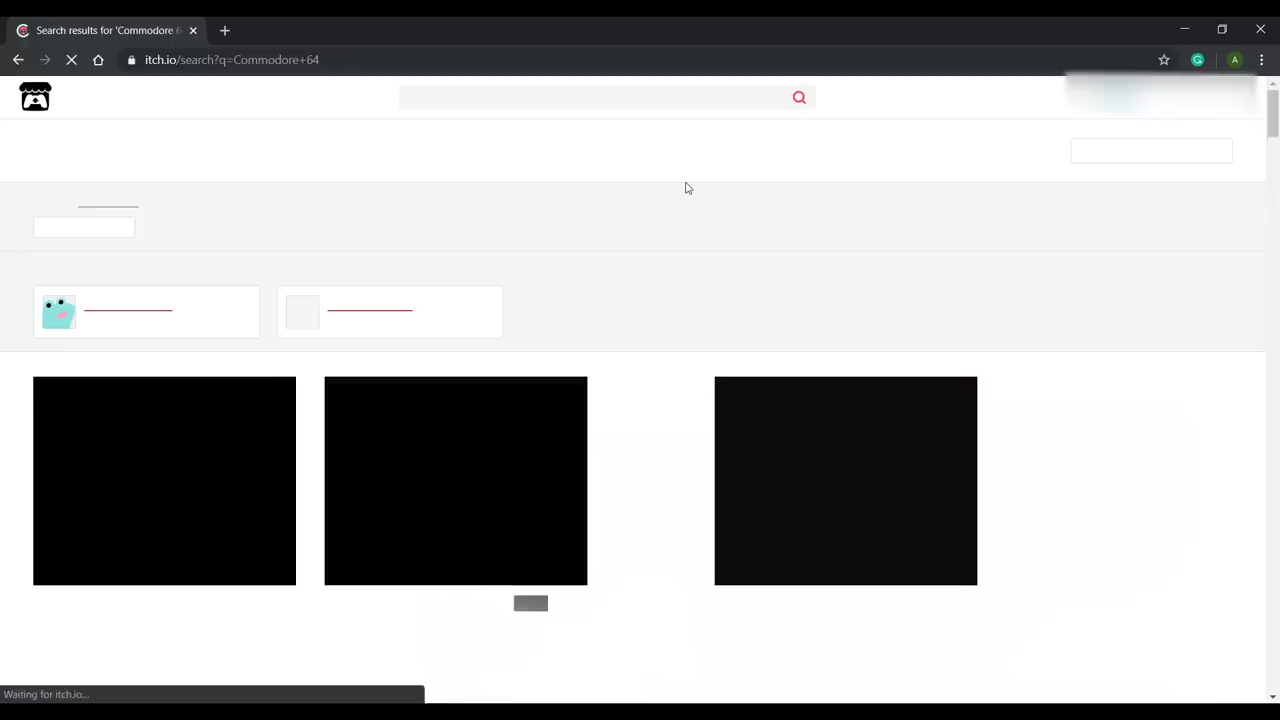 Search results for 'Commodore 6
itch.io/search?q=Commodore+64
A
Waiting for itch.io...